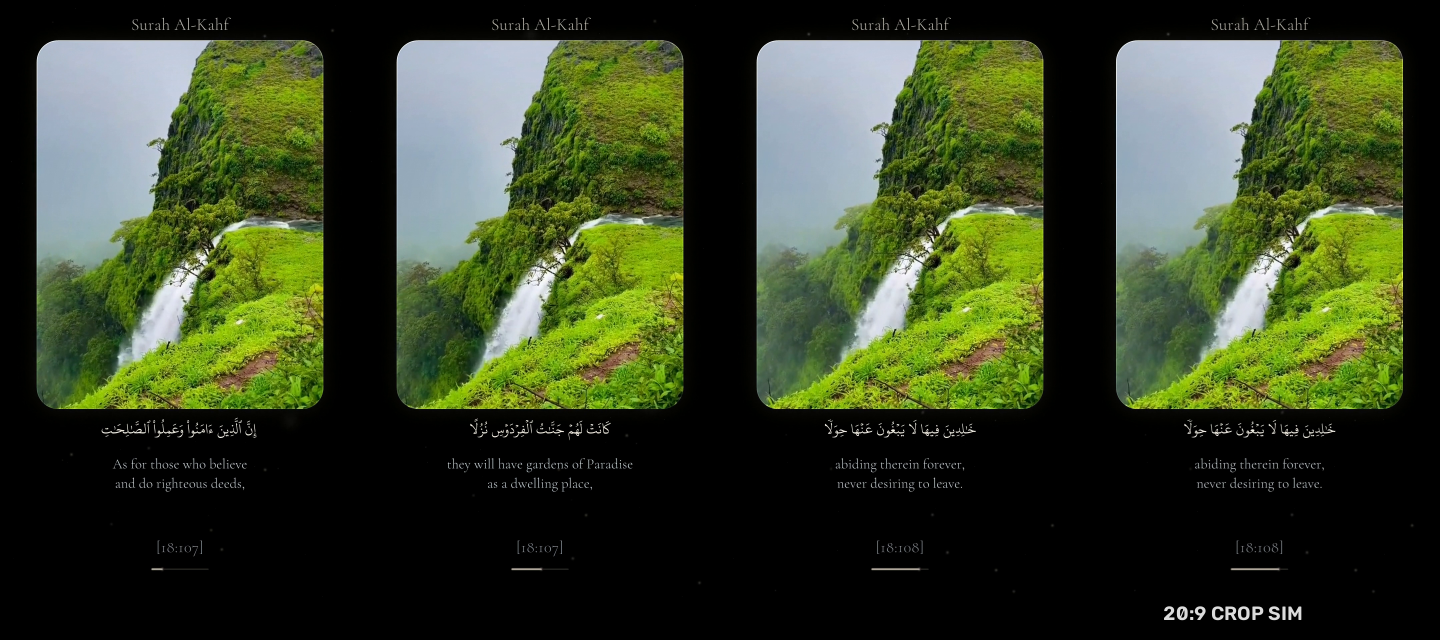 Surah Al-Kahf
إِنَّ ٱلَّذِينَ ءَامَنُوا۟ وَعَمِلُوا۟ ٱلصَّـٰلِحَـٰتِ
As for those who believe
and do righteous deeds,
[18:107]
Surah Al-Kahf
كَانَتْ لَهُمْ جَنَّـٰتُ ٱلْفِرْدَوْسِ نُزُلًا
they will have gardens of Paradise
as a dwelling place,
[18:107]
Surah Al-Kahf
خَـٰلِدِينَ فِيهَا لَا يَبْغُونَ عَنْهَا حِوَلًا
abiding therein forever,
never desiring to leave.
[18:108]
Surah Al-Kahf
خَـٰلِدِينَ فِيهَا لَا يَبْغُونَ عَنْهَا حِوَلًا
abiding therein forever,
never desiring to leave.
[18:108]
20:9 CROP SIM